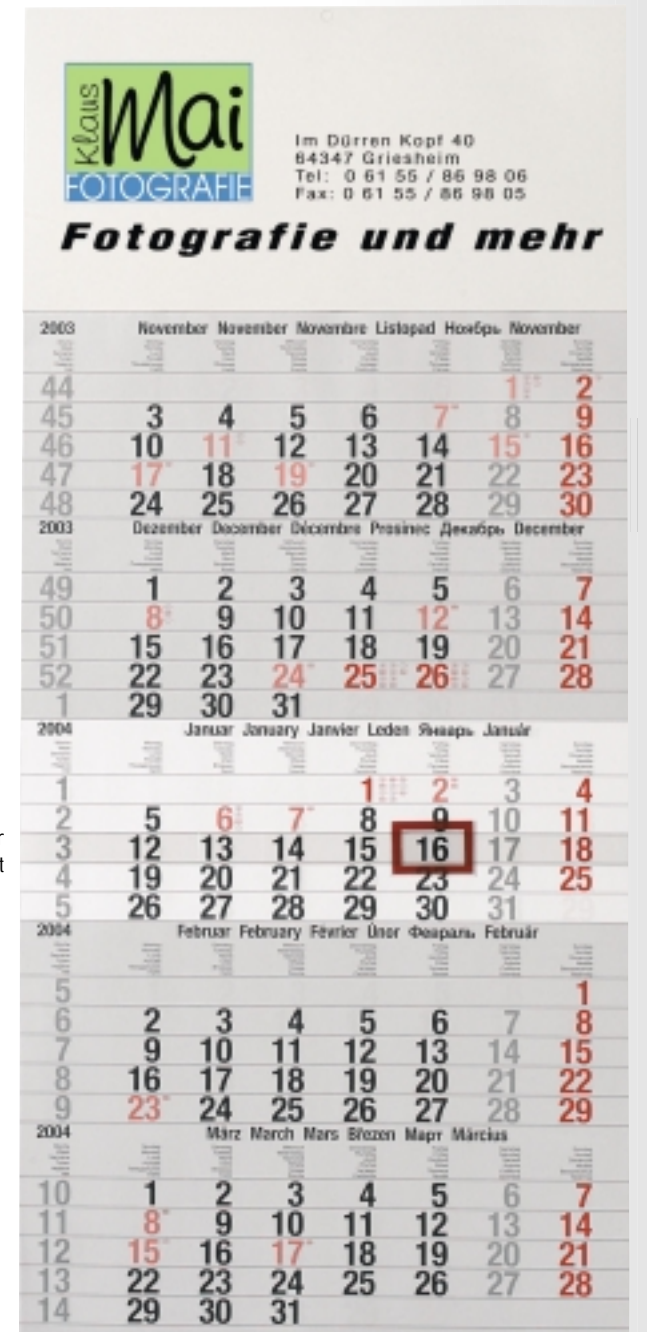 klaus Mai
FOTOGRAFIE
Im Dürren Kopf 40
64347 Griesheim
Tel: 0 61 55 / 86 98 06
Fax: 0 61 55 / 86 98 05
Fotografie und mehr
2003 November November Novembre Listopad Ноябрь November
44 1 2
45 3 4 5 6 7 8 9
46 10 11 12 13 14 15 16
47 17 18 19 20 21 22 23
48 24 25 26 27 28 29 30
2003 Dezember December Décembre Prosinec Декабрь December
49 1 2 3 4 5 6 7
50 8 9 10 11 12 13 14
51 15 16 17 18 19 20 21
52 22 23 24 25 26 27 28
1 29 30 31
2004 Januar January Janvier Leden Январь Január
1 1 2 3 4
2 5 6 7 8 9 10 11
r
3 12 13 14 15 16 17 18
t
4 19 20 21 22 23 24 25
5 26 27 28 29 30 31 29
2004 Februar February Février Únor Февраль Február
5 1
6 2 3 4 5 6 7 8
7 9 10 11 12 13 14 15
8 16 17 18 19 20 21 22
9 23 24 25 26 27 28 29
2004 März March Mars Březen Март Március
10 1 2 3 4 5 6 7
11 8 9 10 11 12 13 14
12 15 16 17 18 19 20 21
13 22 23 24 25 26 27 28
14 29 30 31